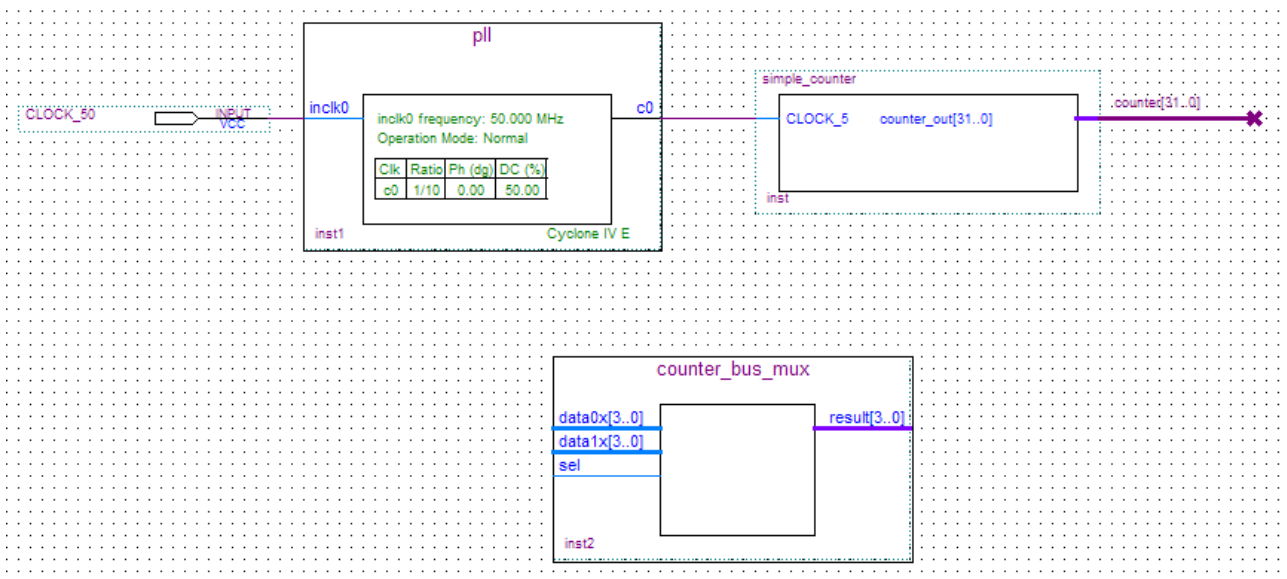 pll
CLOCK_50
INPUT
VCC
inclk0
c0
inclk0 frequency: 50.000 MHz
Operation Mode: Normal
Clk Ratio Ph (dg) DC (%)
c0 1/10 0.00 50.00
inst1
Cyclone IV E
simple_counter
CLOCK_5 counter_out[31..0]
inst
counter[31..0]
counter_bus_mux
data0x[3..0]
data1x[3..0]
sel
result[3..0]
inst2